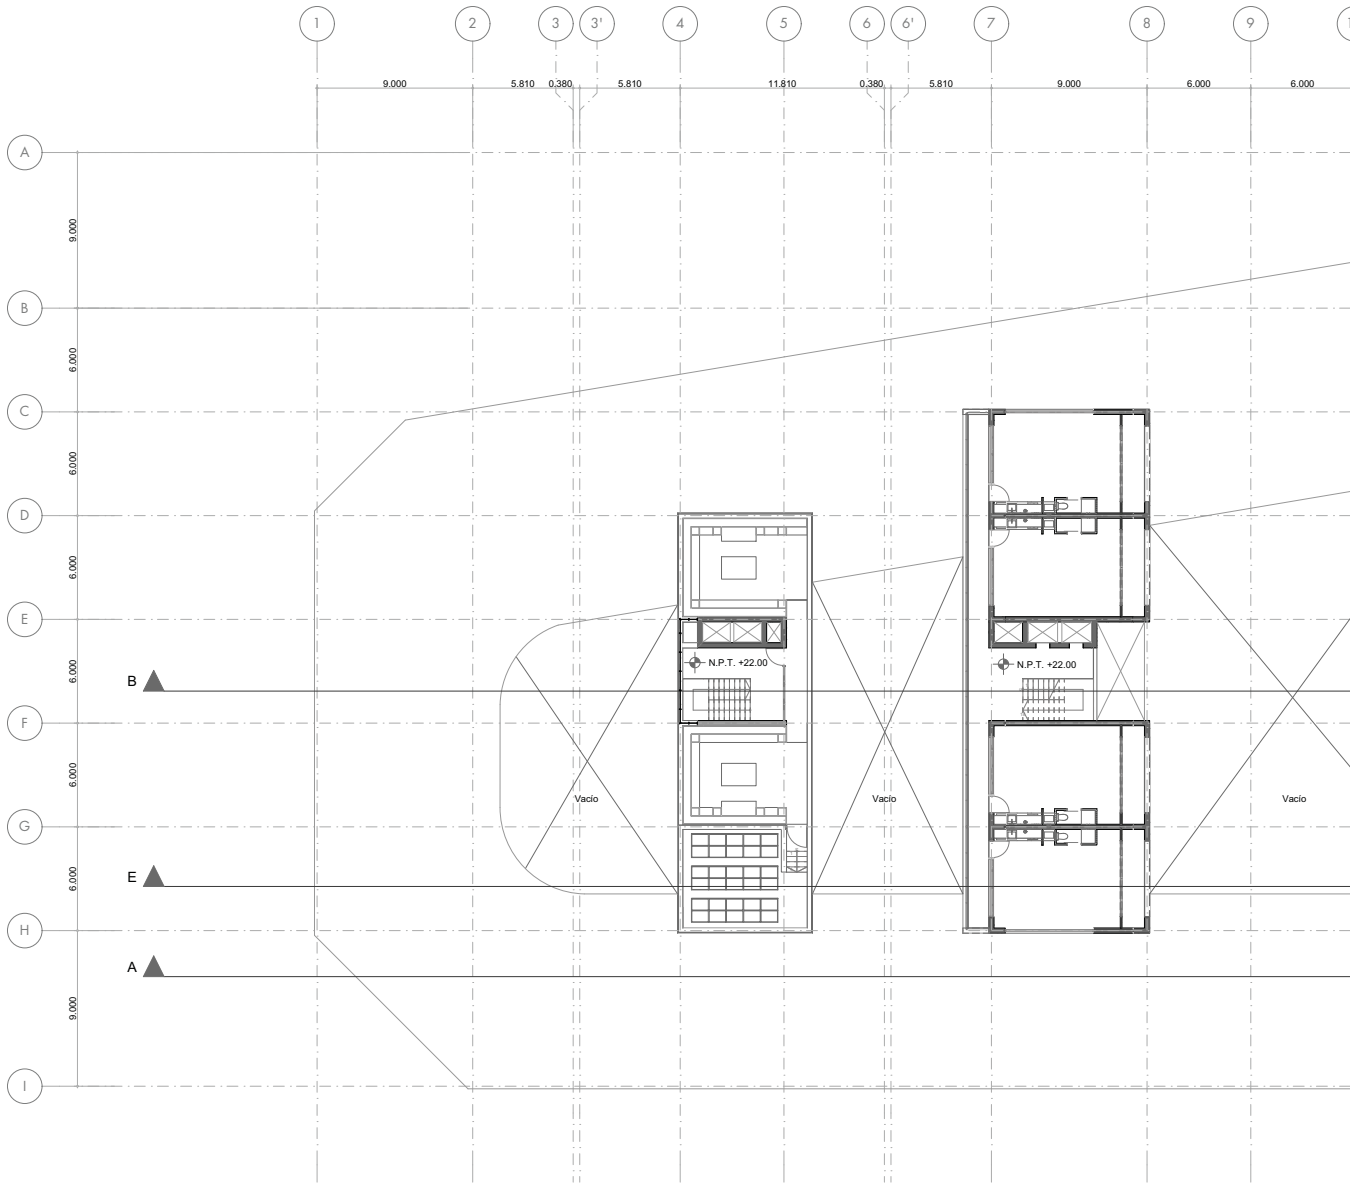 1 2 3 3' 4 5 6 6' 7 8 9 1
9.000 5.810 0.380 5.810 11.810 0.380 5.810 9.000 6.000 6.000
A
9.000
B
6.000
C
6.000
D
6.000
E
6.000
N.P.T. +22.00 N.P.T. +22.00
B
F
6.000
Vacío Vacío Vacío
G
6.000
E
H
A
9.000
I